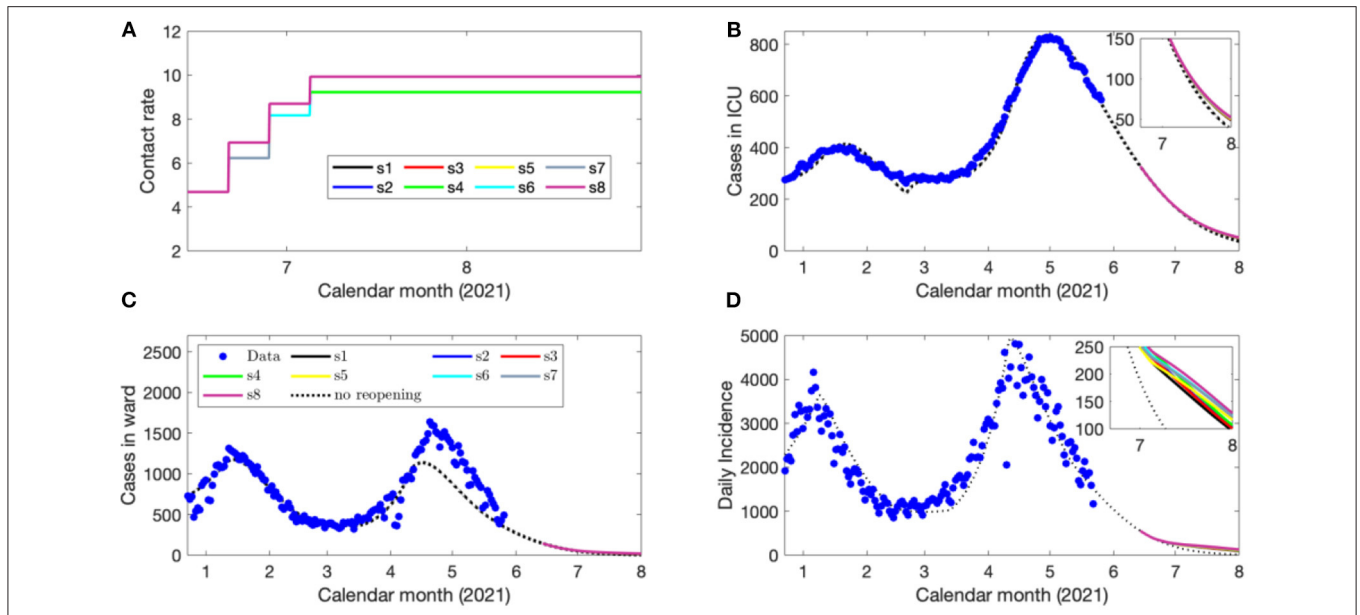 A
12
10
8
6
4
2
Contact rate
s1 s3 s5 s7
s2 s4 s6 s8
7 8
Calendar month (2021)
B
800
600
400
200
0
Cases in ICU
150
100
50
7 8
1 2 3 4 5 6 7 8
Calendar month (2021)
C
2500
2000
1500
1000
500
0
Cases in ward
Data s1 s2 s3
s4 s5 s6 s7
s8 no reopening
1 2 3 4 5 6 7 8
Calendar month (2021)
D
5000
4000
3000
2000
1000
0
Daily Incidence
250
200
150
100
7 8
1 2 3 4 5 6 7 8
Calendar month (2021)